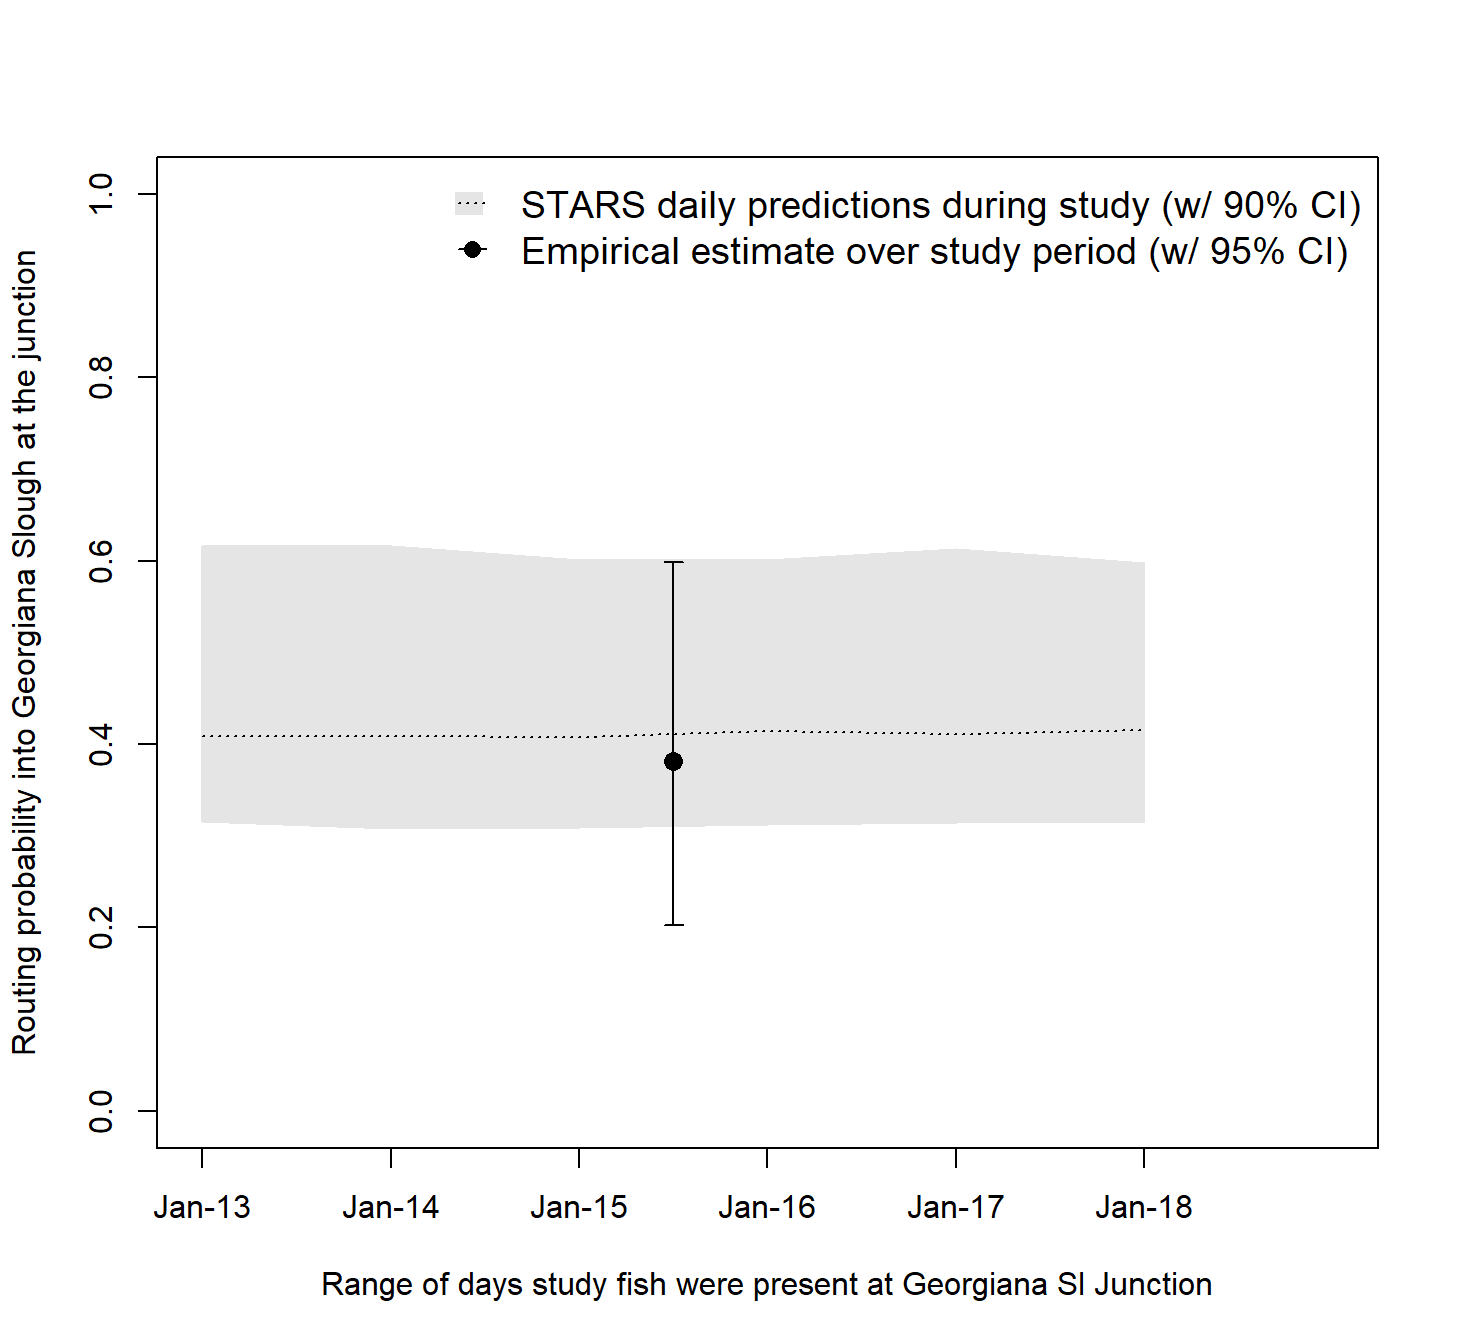 STARS daily predictions during study (w/ 90% CI)
Empirical estimate over study period (w/ 95% CI)
Routing probability into Georgiana Slough at the junction
1.0
0.8
0.6
0.4
0.2
0.0
Jan-13 Jan-14 Jan-15 Jan-16 Jan-17 Jan-18
Range of days study fish were present at Georgiana Sl Junction